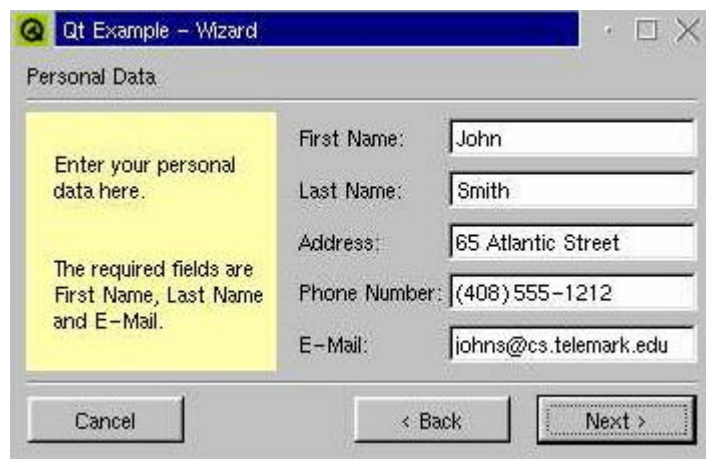 Qt Example - Wizard
Personal Data
Enter your personal
data here.
The required fields are
First Name, Last Name
and E-Mail.
First Name: John
Last Name: Smith
Address: 65 Atlantic Street
Phone Number: (408) 555-1212
E-Mail: johns@cs.telemark.edu
Cancel < Back Next >